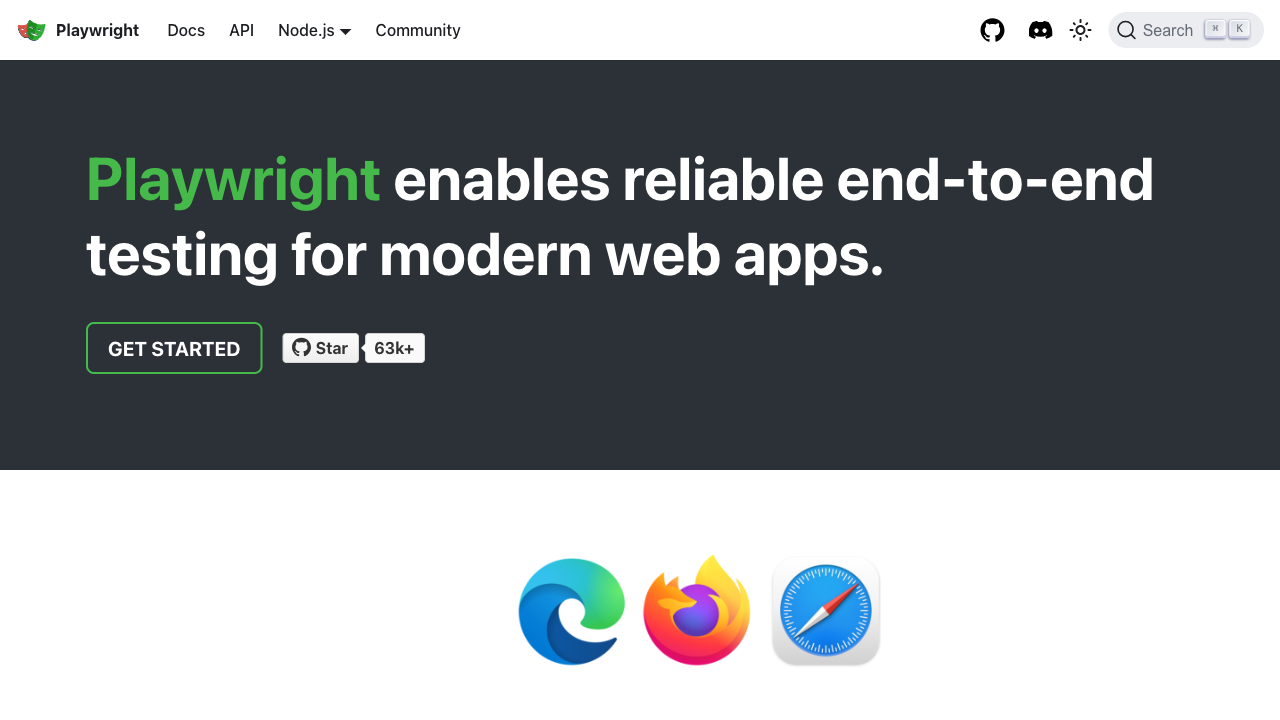 Playwright Docs API Node.js Community Search ⌘ K
Playwright enables reliable end-to-end
testing for modern web apps.
GET STARTED Star 63k+